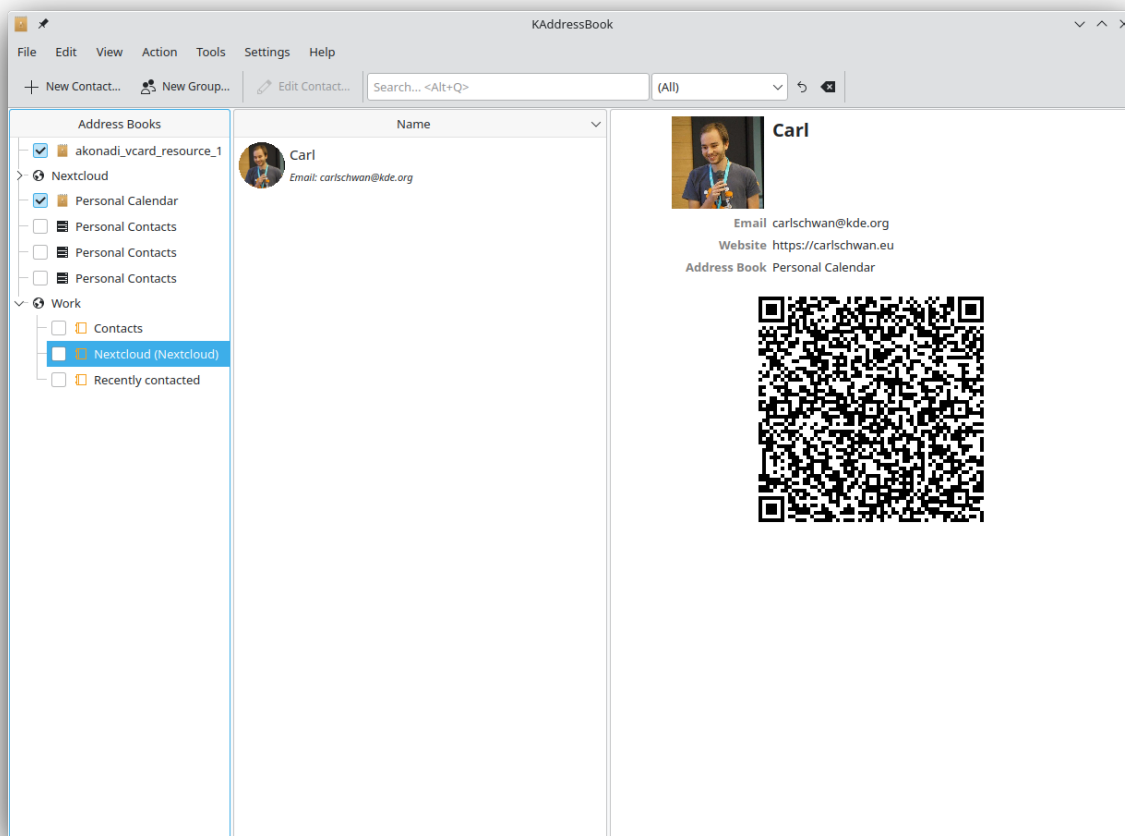 KAddressBook
File Edit View Action Tools Settings Help
New Contact... New Group... Edit Contact... Search... <Alt+Q> (All)
Address Books
akonadi_vcard_resource_1
Nextcloud
Personal Calendar
Personal Contacts
Personal Contacts
Personal Contacts
Work
Contacts
Nextcloud (Nextcloud)
Recently contacted
Name
Carl
Email: carlschwan@kde.org
Carl
Email carlschwan@kde.org
Website https://carlschwan.eu
Address Book Personal Calendar